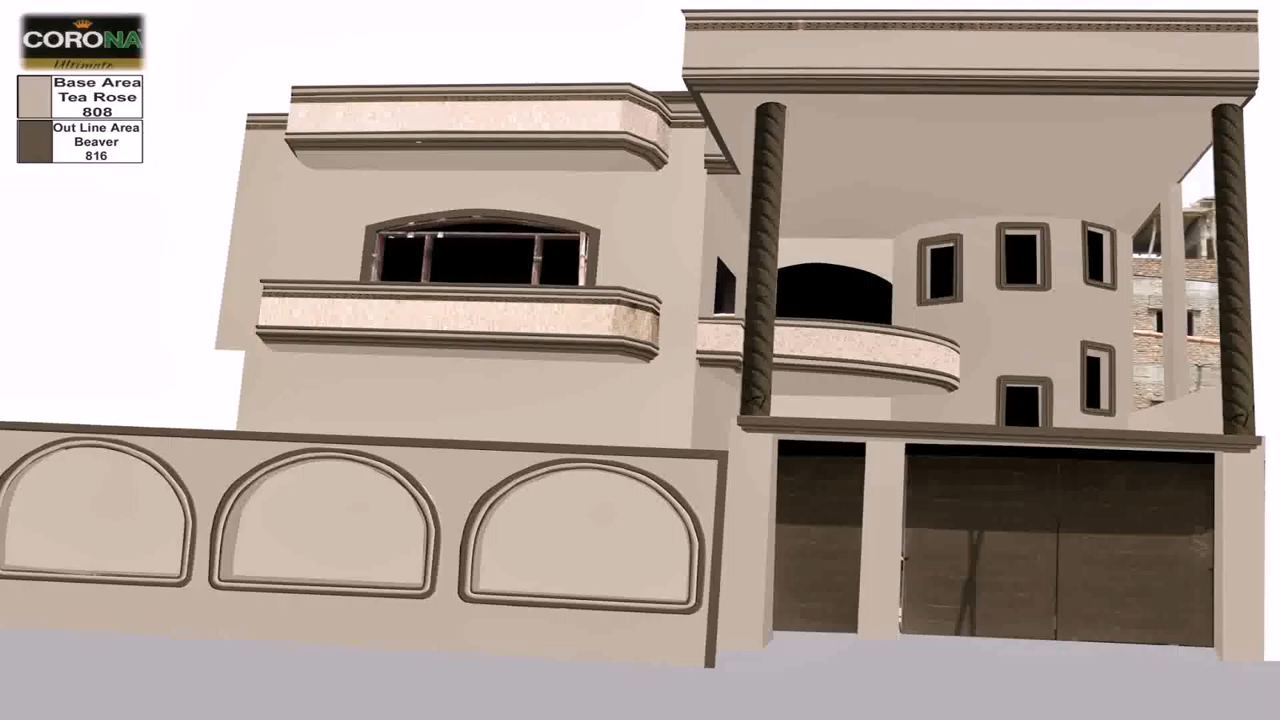 CORONA
Ultimate
Base Area
Tea Rose
808
Out Line Area
Beaver
816